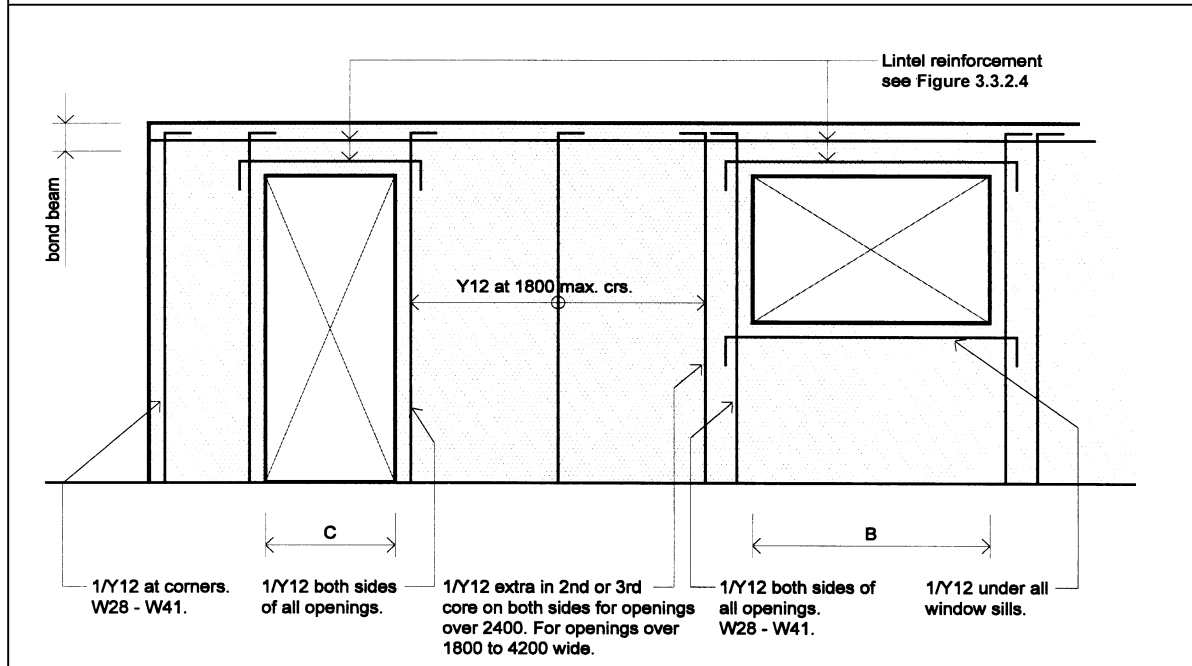 Lintel reinforcement
see Figure 3.3.2.4
bond beam
Y12 at 1800 max. crs.
C
B
1/Y12 at corners.
W28 - W41.
1/Y12 both sides
of all openings.
1/Y12 extra in 2nd or 3rd
core on both sides for openings
over 2400. For openings over
1800 to 4200 wide.
1/Y12 both sides of
all openings.
W28 - W41.
1/Y12 under all
window sills.